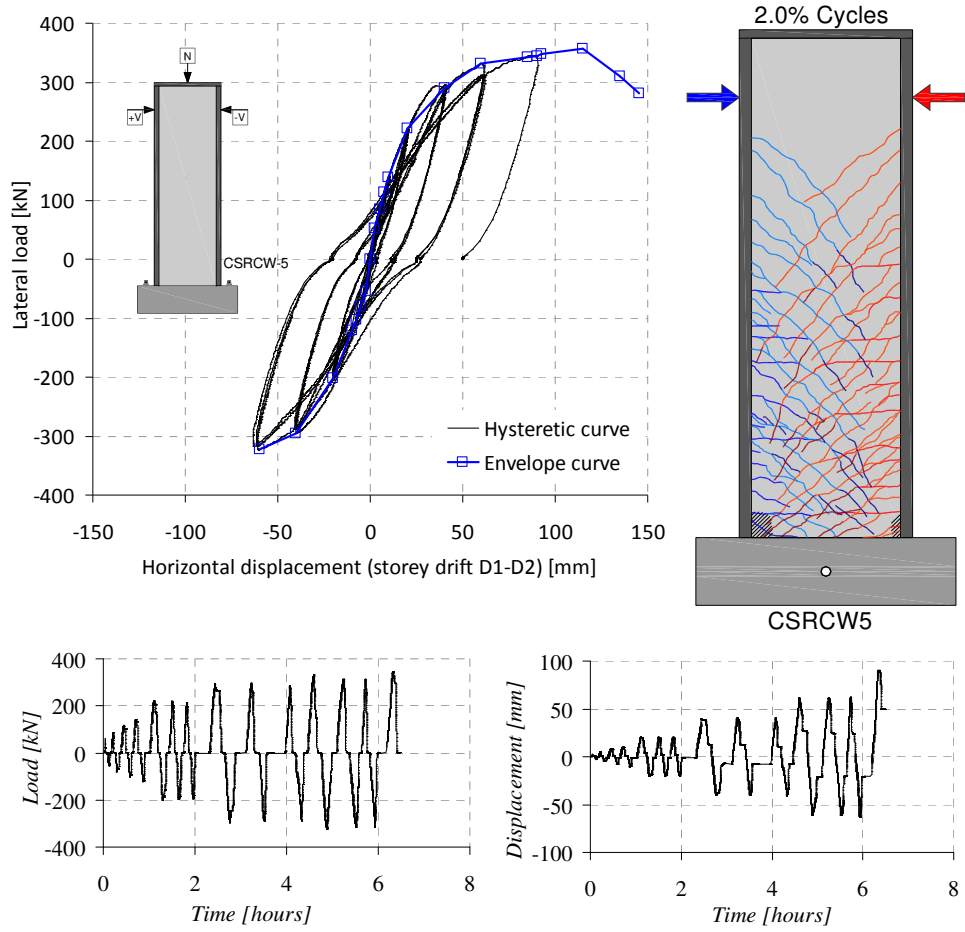 2.0% Cycles
400
300
200
100
0
-100
-200
-300
-400
Lateral load [kN]
N
+V
-V
CSRCW-5
Hysteretic curve
Envelope curve
-150 -100 -50 0 50 100 150
Horizontal displacement (storey drift D1-D2) [mm]
CSRCW5
400
200
0
-200
-400
Load [kN]
0 2 4 6 8
Time [hours]
100
50
0
-50
-100
Displacement [mm]
0 2 4 6 8
Time [hours]